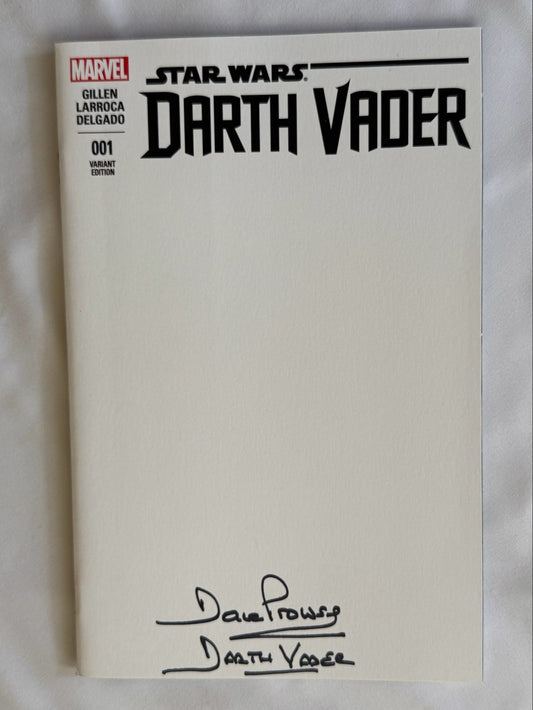 MARVEL
GILLEN
LARROCA
DELGADO
001
VARIANT
EDITION
STAR WARS
DARTH VADER
Dave Prowse
DARTH VADER